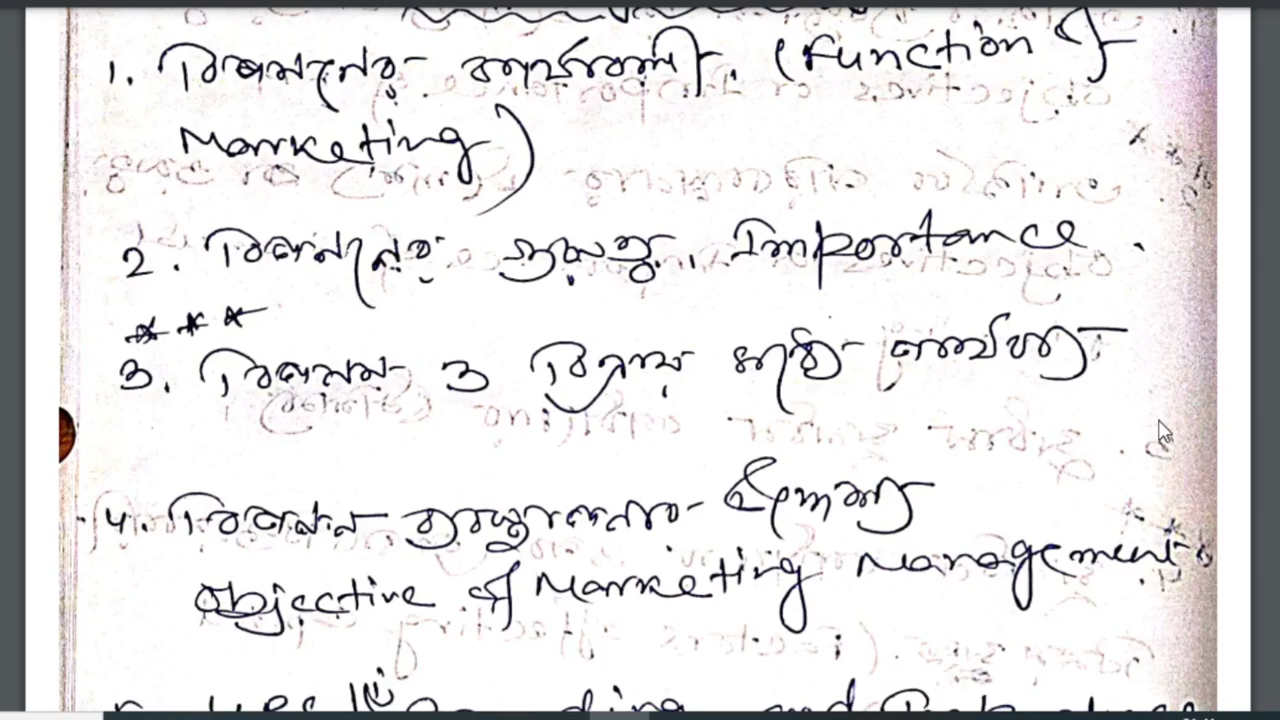 1. বিপণনের কার্যাবলী. (Function of
Marketing)
2. বিপণনের গুরুত্ব. Importance.
3. বিপণন ও বিক্রয় মধ্যে পার্থক্য
4. বিপণন ব্যবস্থাপনার উদ্দেশ্য
Objective of Marketing Management.